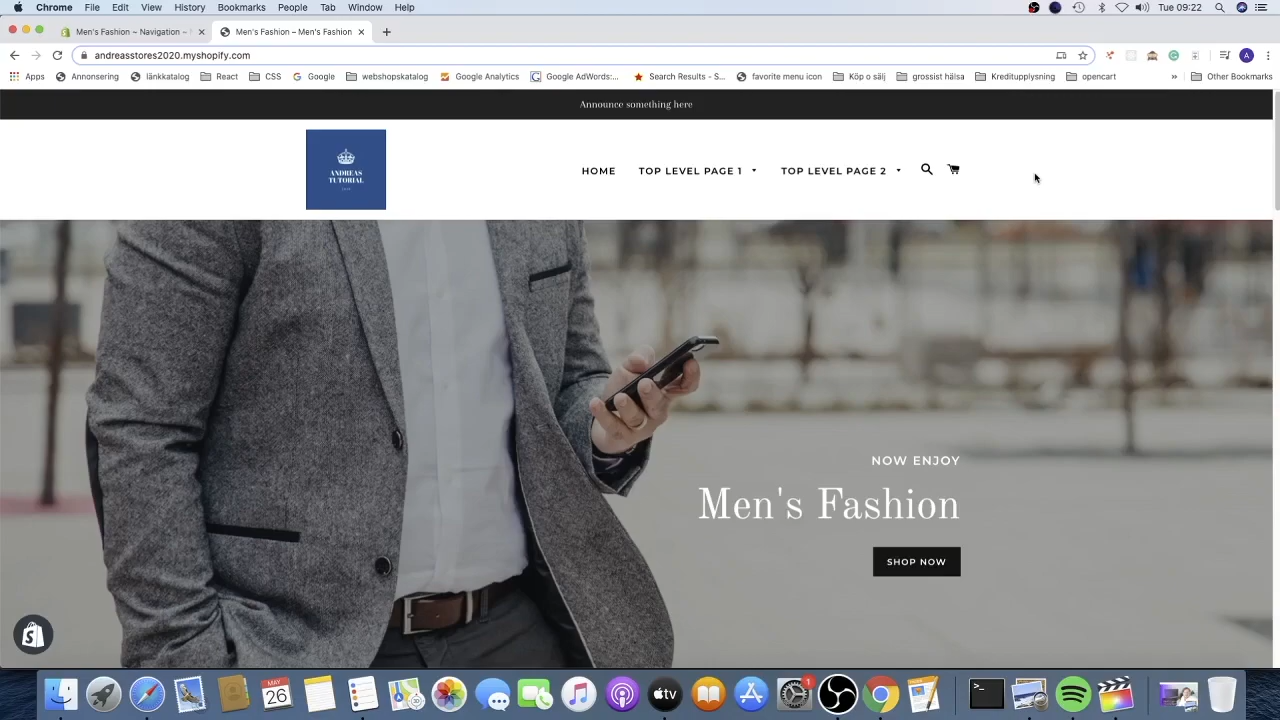 Chrome File Edit View History Bookmarks People Tab Window Help Tue 09:22
Men's Fashion ~ Navigation ~
Men's Fashion – Men's Fashion
andreasstores2020.myshopify.com
Apps Annonsering länkkatalog React CSS Google webshopskatalog Google Analytics Google AdWords:... Search Results - S... favorite menu icon Köp o sälj grossist hälsa Kreditupplysning opencart » Other Bookmarks
Announce something here
ANDREAS
TUTORIAL
HOME TOP LEVEL PAGE 1 TOP LEVEL PAGE 2
NOW ENJOY
Men's Fashion
SHOP NOW
MAY
26
tv
1